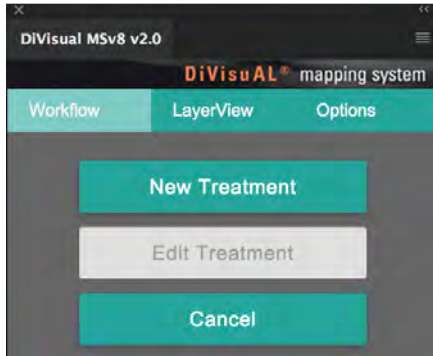 DiVisual MSv8 v2.0
DiVisuAL® mapping system
Workflow LayerView Options
New Treatment
Edit Treatment
Cancel